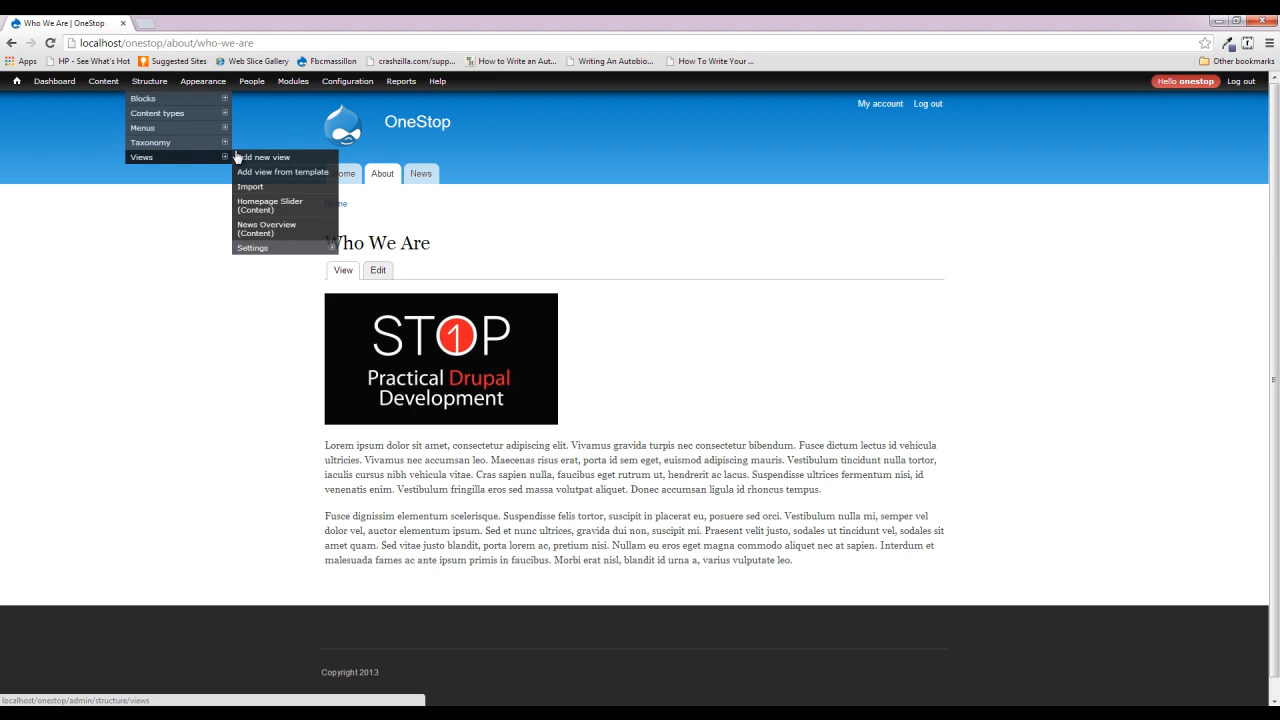 Who We Are | OneStop
localhost/onestop/about/who-we-are
Apps HP - See What's Hot Suggested Sites Web Slice Gallery Fbcmassillon crashzilla.com/supp... How to Write an Aut... Writing An Autobio... How To Write Your ... Other bookmarks
Dashboard Content Structure Appearance People Modules Configuration Reports Help Hello onestop Log out
Blocks
Content types
Menus
Taxonomy
Views
Add view from template
Import
Homepage Slider
(Content)
News Overview
(Content)
Settings
My account Log out
OneStop
About News
Home
Who We Are
View Edit
ST1P
Practical Drupal
Development
Lorem ipsum dolor sit amet, consectetur adipiscing elit. Vivamus gravida turpis nec consectetur bibendum. Fusce dictum lectus id vehicula
ultricies. Vivamus nec accumsan leo. Maecenas risus erat, porta id sem eget, euismod adipiscing mauris. Vestibulum tincidunt nulla tortor,
iaculis cursus nibh vehicula vitae. Cras sapien nulla, faucibus eget rutrum ut, hendrerit ac lacus. Suspendisse ultrices fermentum nisi, id
venenatis enim. Vestibulum fringilla eros sed massa volutpat aliquet. Donec accumsan ligula id rhoncus tempus.
Fusce dignissim elementum scelerisque. Suspendisse felis tortor, suscipit in placerat eu, posuere sed orci. Vestibulum nulla mi, semper vel
dolor vel, auctor elementum ipsum. Sed et nunc ultrices, gravida dui non, suscipit mi. Praesent velit justo, sodales ut tincidunt vel, sodales sit
amet quam. Sed vitae justo blandit, porta lorem ac, pretium nisi. Nullam eu eros eget magna commodo aliquet nec at sapien. Interdum et
malesuada fames ac ante ipsum primis in faucibus. Morbi erat nisl, blandit id urna a, varius vulputate leo.
Copyright 2013
localhost/onestop/admin/structure/views